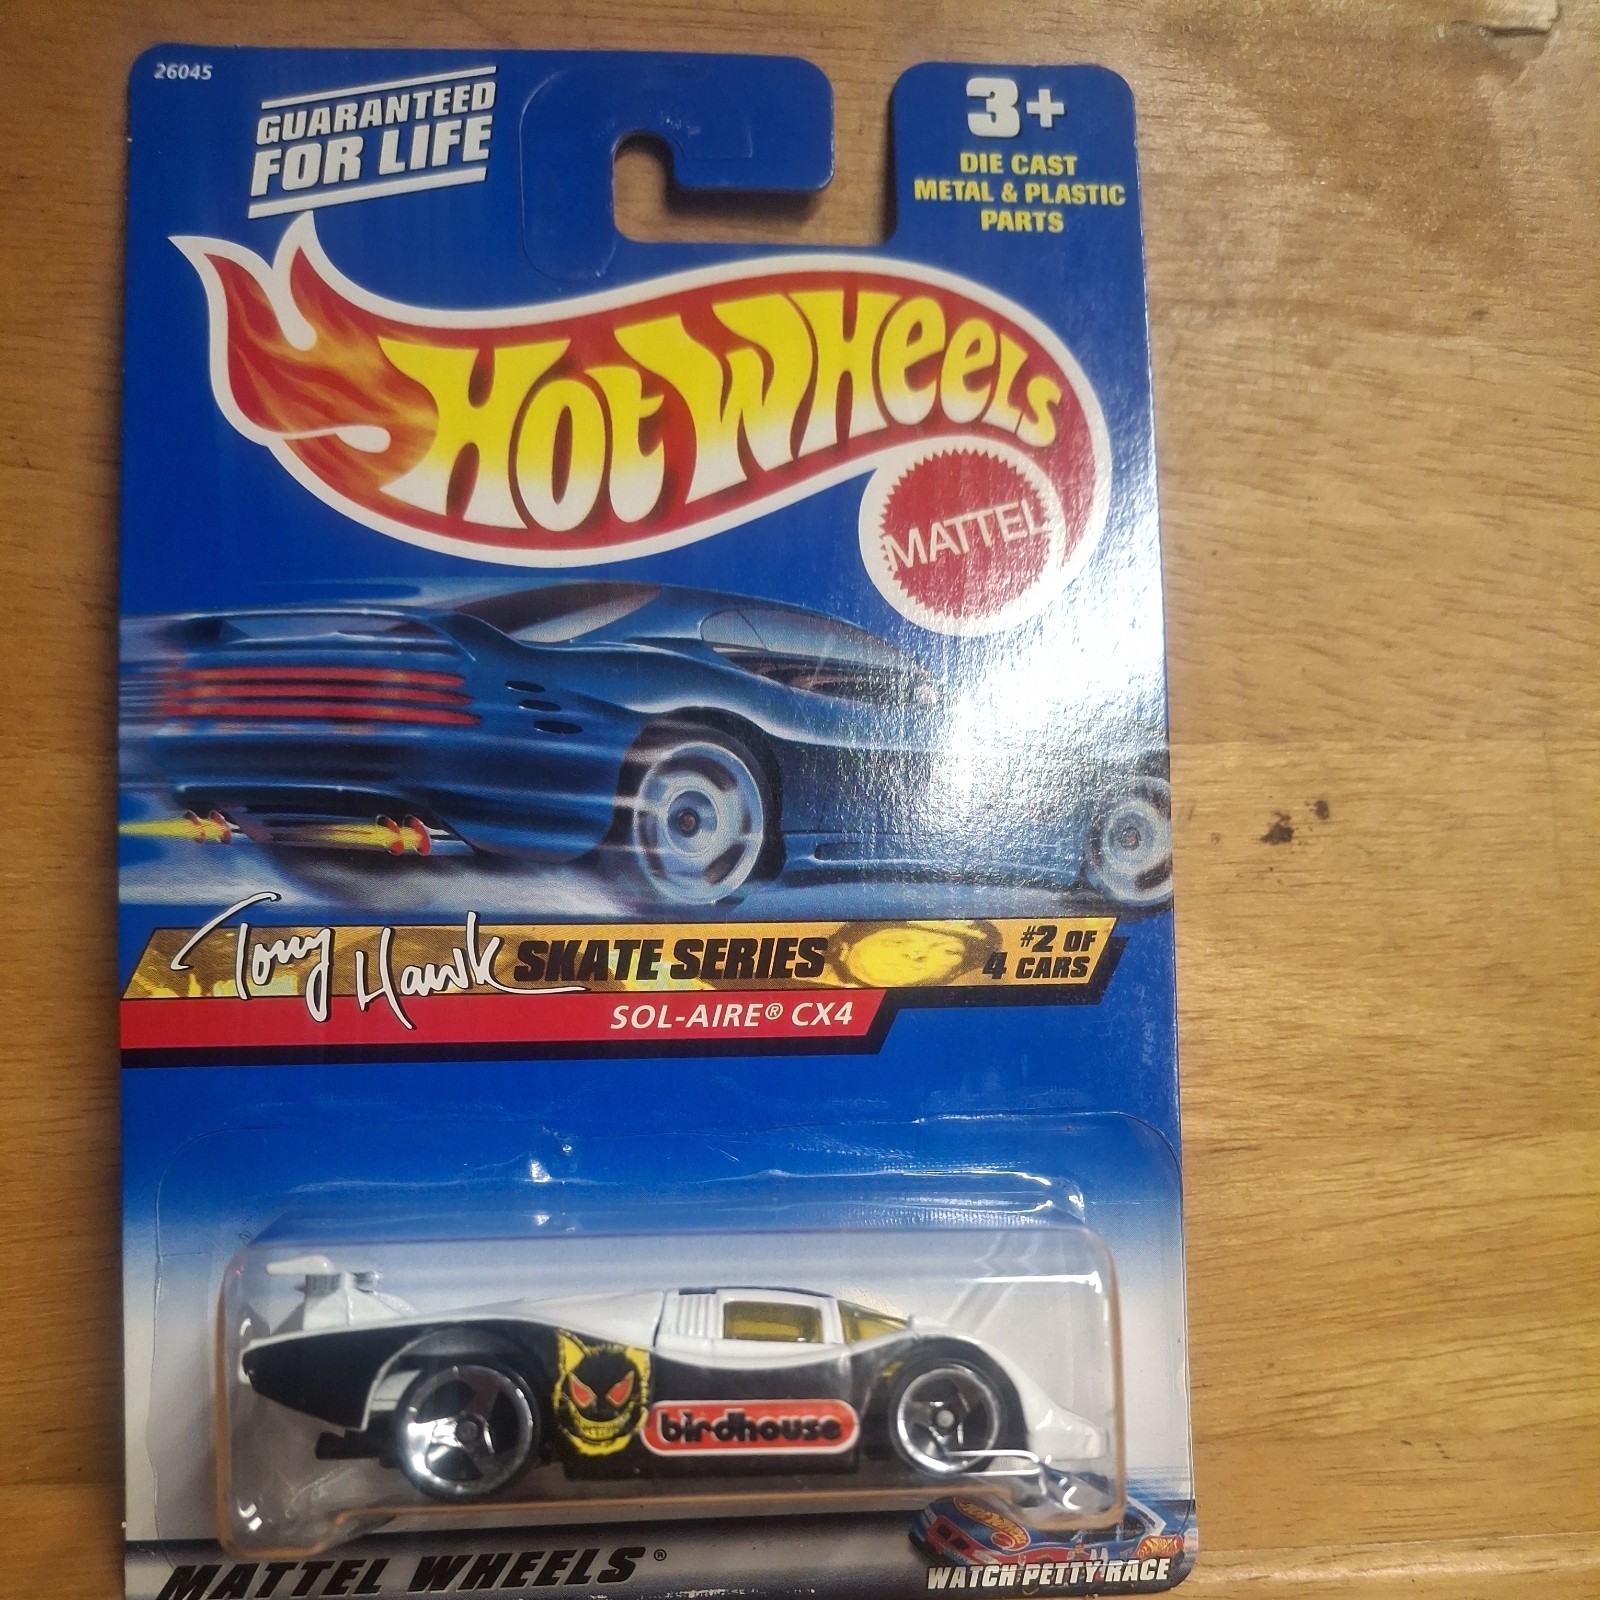 26045
GUARANTEED
FOR LIFE
3+
DIE CAST
METAL & PLASTIC
PARTS
HOT WHEELS
MATTEL
Tony Hawk SKATE SERIES
#2 OF
4 CARS
SOL-AIRE® CX4
birdhouse
MATTEL WHEELS®
WATCH PETTY RACE